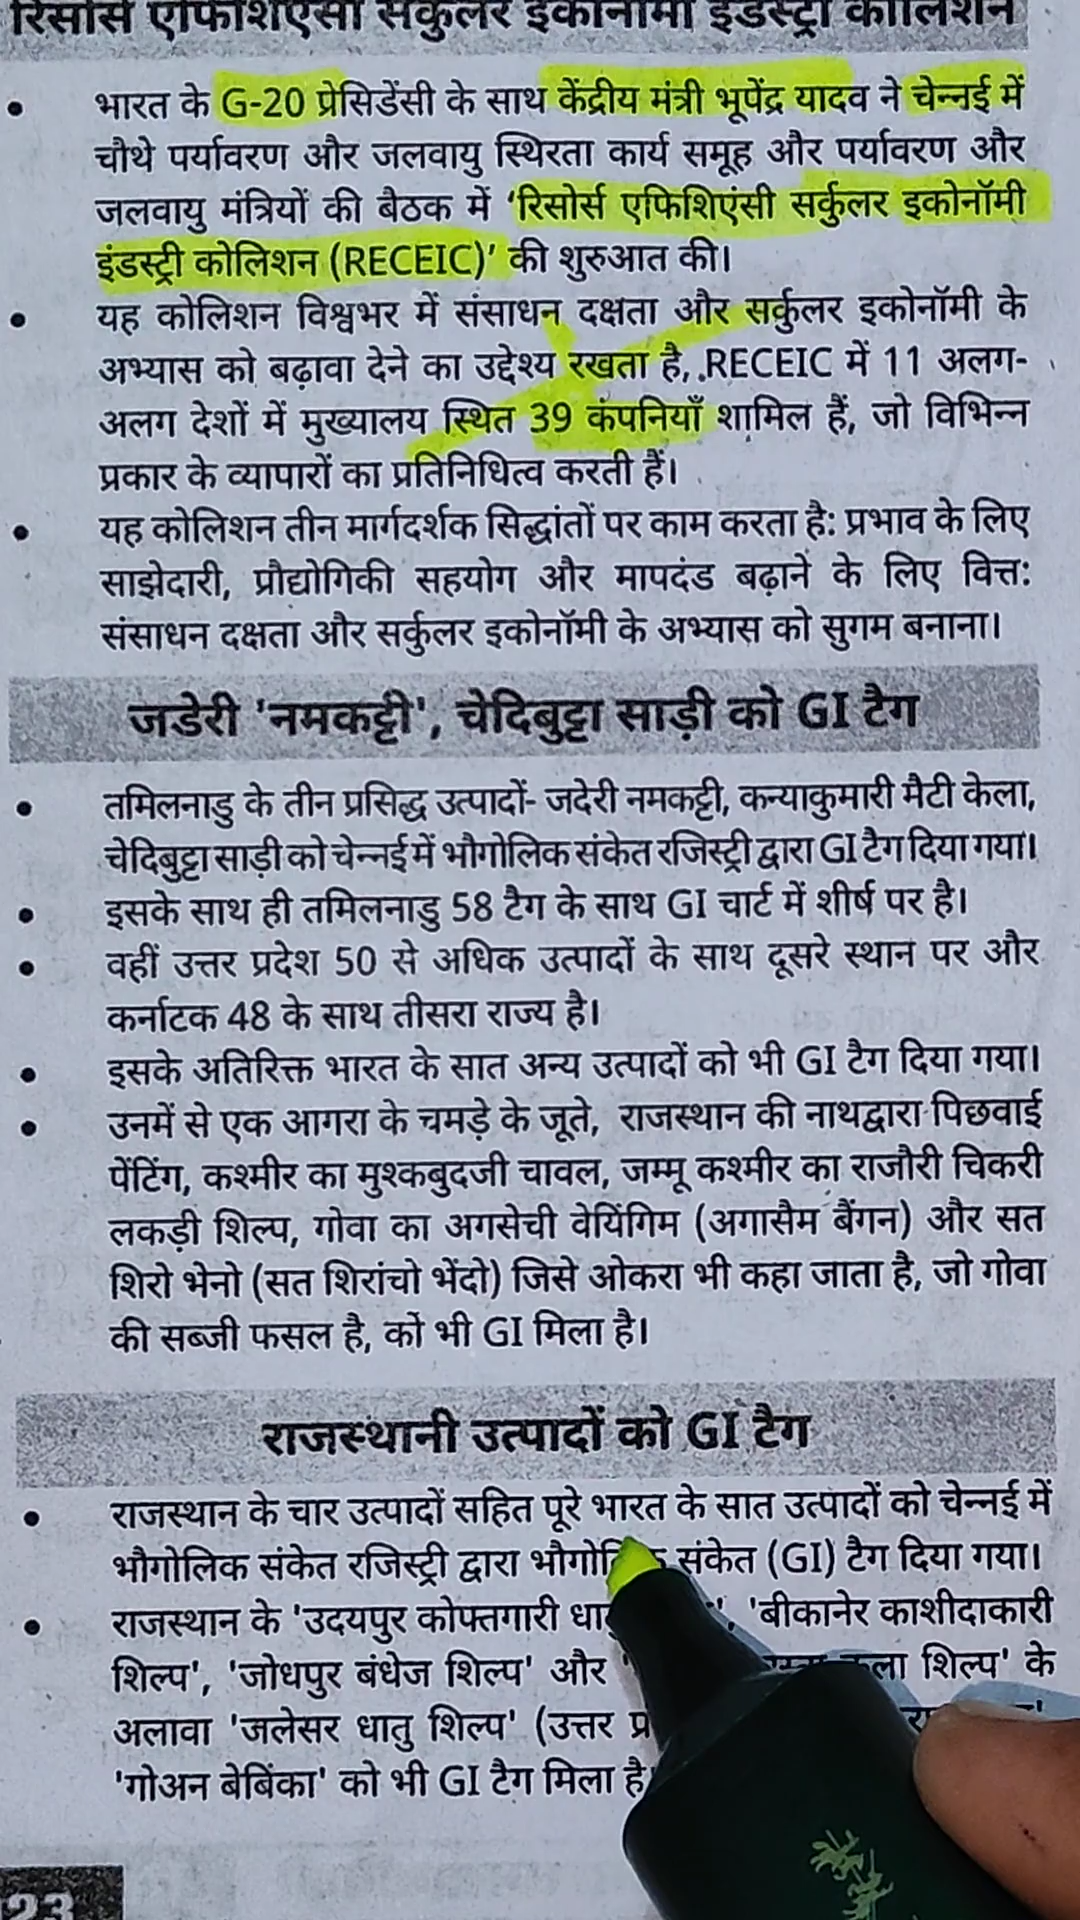 रिसोर्स एफिशिएंसी सर्कुलर इकोनॉमी इंडस्ट्री कोलिशन
• भारत के G-20 प्रेसिडेंसी के साथ केंद्रीय मंत्री भूपेंद्र यादव ने चेन्नई में
चौथे पर्यावरण और जलवायु स्थिरता कार्य समूह और पर्यावरण और
जलवायु मंत्रियों की बैठक में ‘रिसोर्स एफिशिएंसी सर्कुलर इकोनॉमी
इंडस्ट्री कोलिशन (RECEIC)’ की शुरुआत की।
• यह कोलिशन विश्वभर में संसाधन दक्षता और सर्कुलर इकोनॉमी के
अभ्यास को बढ़ावा देने का उद्देश्य रखता है, .RECEIC में 11 अलग-
अलग देशों में मुख्यालय स्थित 39 कंपनियाँ शामिल हैं, जो विभिन्न
प्रकार के व्यापारों का प्रतिनिधित्व करती हैं।
• यह कोलिशन तीन मार्गदर्शक सिद्धांतों पर काम करता है: प्रभाव के लिए
साझेदारी, प्रौद्योगिकी सहयोग और मापदंड बढ़ाने के लिए वित्त:
संसाधन दक्षता और सर्कुलर इकोनॉमी के अभ्यास को सुगम बनाना।
जडेरी 'नमकट्टी', चेदिबुट्टा साड़ी को GI टैग
• तमिलनाडु के तीन प्रसिद्ध उत्पादों- जदेरी नमकट्टी, कन्याकुमारी मैटी केला,
चेदिबुट्टा साड़ी को चेन्नई में भौगोलिक संकेत रजिस्ट्री द्वारा GI टैग दिया गया।
• इसके साथ ही तमिलनाडु 58 टैग के साथ GI चार्ट में शीर्ष पर है।
• वहीं उत्तर प्रदेश 50 से अधिक उत्पादों के साथ दूसरे स्थान पर और
कर्नाटक 48 के साथ तीसरा राज्य है।
• इसके अतिरिक्त भारत के सात अन्य उत्पादों को भी GI टैग दिया गया।
• उनमें से एक आगरा के चमड़े के जूते, राजस्थान की नाथद्वारा पिछवाई
पेंटिंग, कश्मीर का मुश्कबुदजी चावल, जम्मू कश्मीर का राजौरी चिकरी
लकड़ी शिल्प, गोवा का अगसेची वेयिंगिम (अगासैम बैंगन) और सत
शिरो भेनो (सत शिरांचो भेंदो) जिसे ओकरा भी कहा जाता है, जो गोवा
की सब्जी फसल है, को भी GI मिला है।
राजस्थानी उत्पादों को GI टैग
• राजस्थान के चार उत्पादों सहित पूरे भारत के सात उत्पादों को चेन्नई में
भौगोलिक संकेत रजिस्ट्री द्वारा संकेत (GI) टैग दिया गया।
• राजस्थान के 'उदयपुर कोफ्तगारी 'बीकानेर काशीदाकारी
शिल्प', 'जोधपुर बंधेज शिल्प' और शिल्प' के
अलावा 'जलेसर धातु शिल्प' (उत्तर
'गोअन बेबिंका' को भी GI टैग मिला है
23